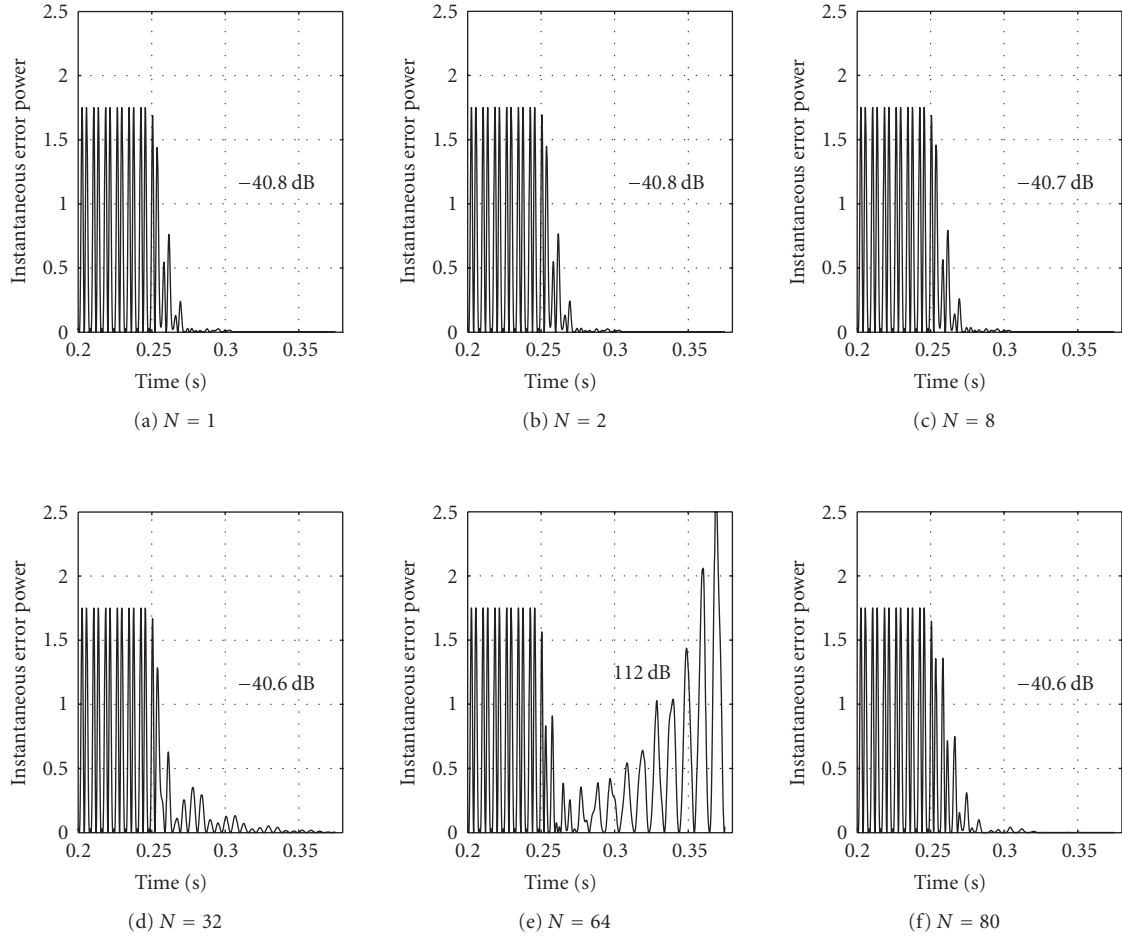 Instantaneous error power
2.5
2
1.5
1
0.5
0
−40.8 dB
0.2 0.25 0.3 0.35
Time (s)
(a) N = 1
Instantaneous error power
2.5
2
1.5
1
0.5
0
−40.8 dB
0.2 0.25 0.3 0.35
Time (s)
(b) N = 2
Instantaneous error power
2.5
2
1.5
1
0.5
0
−40.7 dB
0.2 0.25 0.3 0.35
Time (s)
(c) N = 8
Instantaneous error power
2.5
2
1.5
1
0.5
0
−40.6 dB
0.2 0.25 0.3 0.35
Time (s)
(d) N = 32
Instantaneous error power
2.5
2
1.5
1
0.5
0
112 dB
0.2 0.25 0.3 0.35
Time (s)
(e) N = 64
Instantaneous error power
2.5
2
1.5
1
0.5
0
−40.6 dB
0.2 0.25 0.3 0.35
Time (s)
(f) N = 80